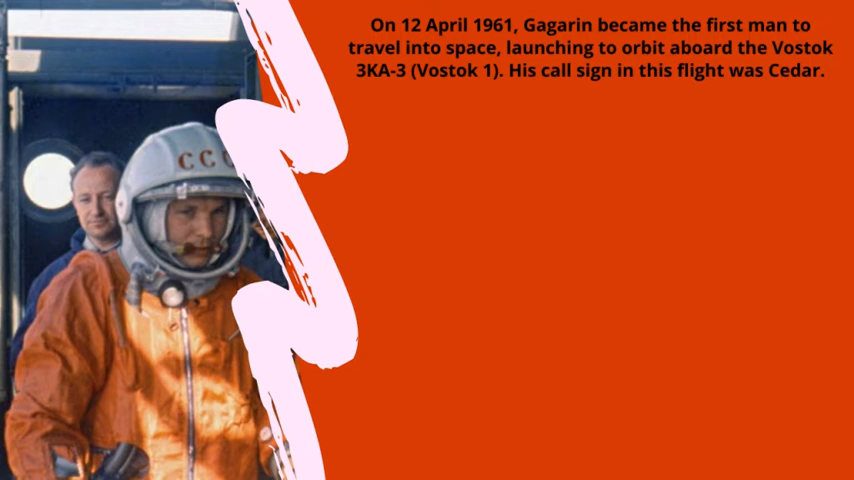 On 12 April 1961, Gagarin became the first man to
travel into space, launching to orbit aboard the Vostok
3KA-3 (Vostok 1). His call sign in this flight was Cedar.
ССС